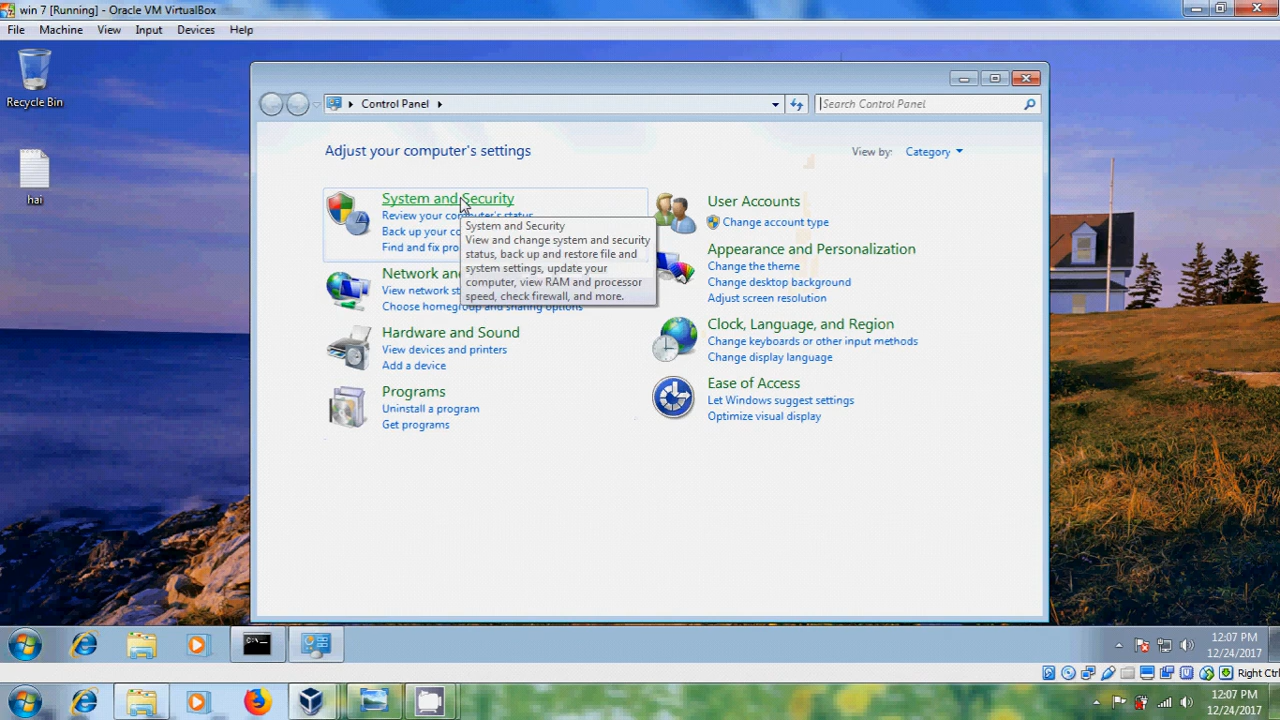 win 7 [Running] - Oracle VM VirtualBox
File Machine View Input Devices Help
Recycle Bin
hai
Control Panel
Search Control Panel
Adjust your computer's settings
View by: Category
System and Security
Review your computer's status
Back up your co
Find and fix pro
System and Security
View and change system and security
status, back up and restore file and
system settings, update your
computer, view RAM and processor
speed, check firewall, and more.
Network an
View network st
Choose homegroup and sharing options
Hardware and Sound
View devices and printers
Add a device
Programs
Uninstall a program
Get programs
User Accounts
Change account type
Appearance and Personalization
Change the theme
Change desktop background
Adjust screen resolution
Clock, Language, and Region
Change keyboards or other input methods
Change display language
Ease of Access
Let Windows suggest settings
Optimize visual display
C:\_
12:07 PM
12/24/2017
Right Ctrl
12:07 PM
12/24/2017